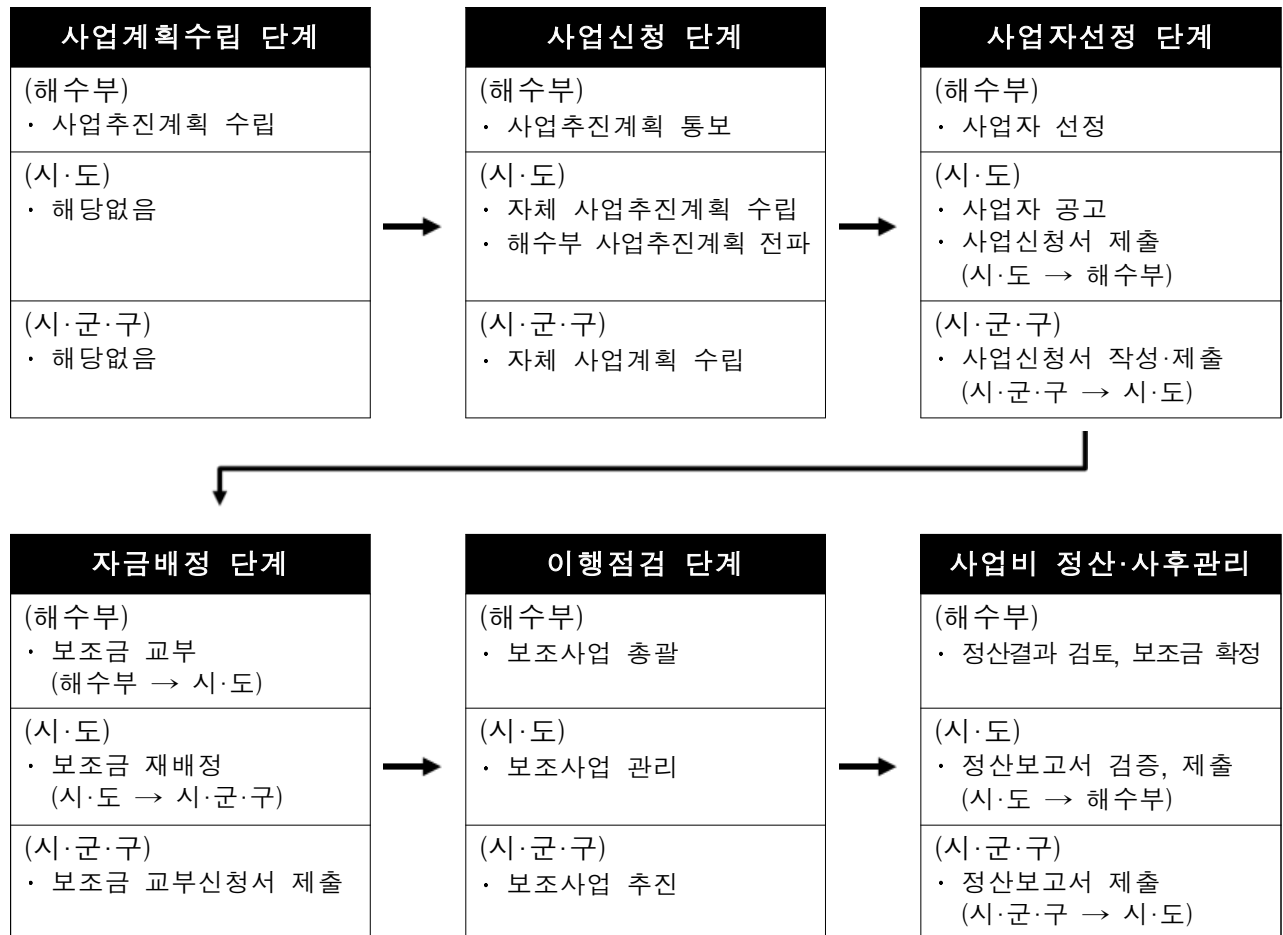 사업계획수립 단계
(해수부)
· 사업추진계획 수립
(시·도)
· 해당없음
(시·군·구)
· 해당없음
사업신청 단계
(해수부)
· 사업추진계획 통보
(시·도)
· 자체 사업추진계획 수립
· 해수부 사업추진계획 전파
(시·군·구)
· 자체 사업계획 수립
사업자선정 단계
(해수부)
· 사업자 선정
(시·도)
· 사업자 공고
· 사업신청서 제출
(시·도 → 해수부)
(시·군·구)
· 사업신청서 작성·제출
(시·군·구 → 시·도)
자금배정 단계
(해수부)
· 보조금 교부
(해수부 → 시·도)
(시·도)
· 보조금 재배정
(시·도 → 시·군·구)
(시·군·구)
· 보조금 교부신청서 제출
이행점검 단계
(해수부)
· 보조사업 총괄
(시·도)
· 보조사업 관리
(시·군·구)
· 보조사업 추진
사업비 정산·사후관리
(해수부)
· 정산결과 검토, 보조금 확정
(시·도)
· 정산보고서 검증, 제출
(시·도 → 해수부)
(시·군·구)
· 정산보고서 제출
(시·군·구 → 시·도)